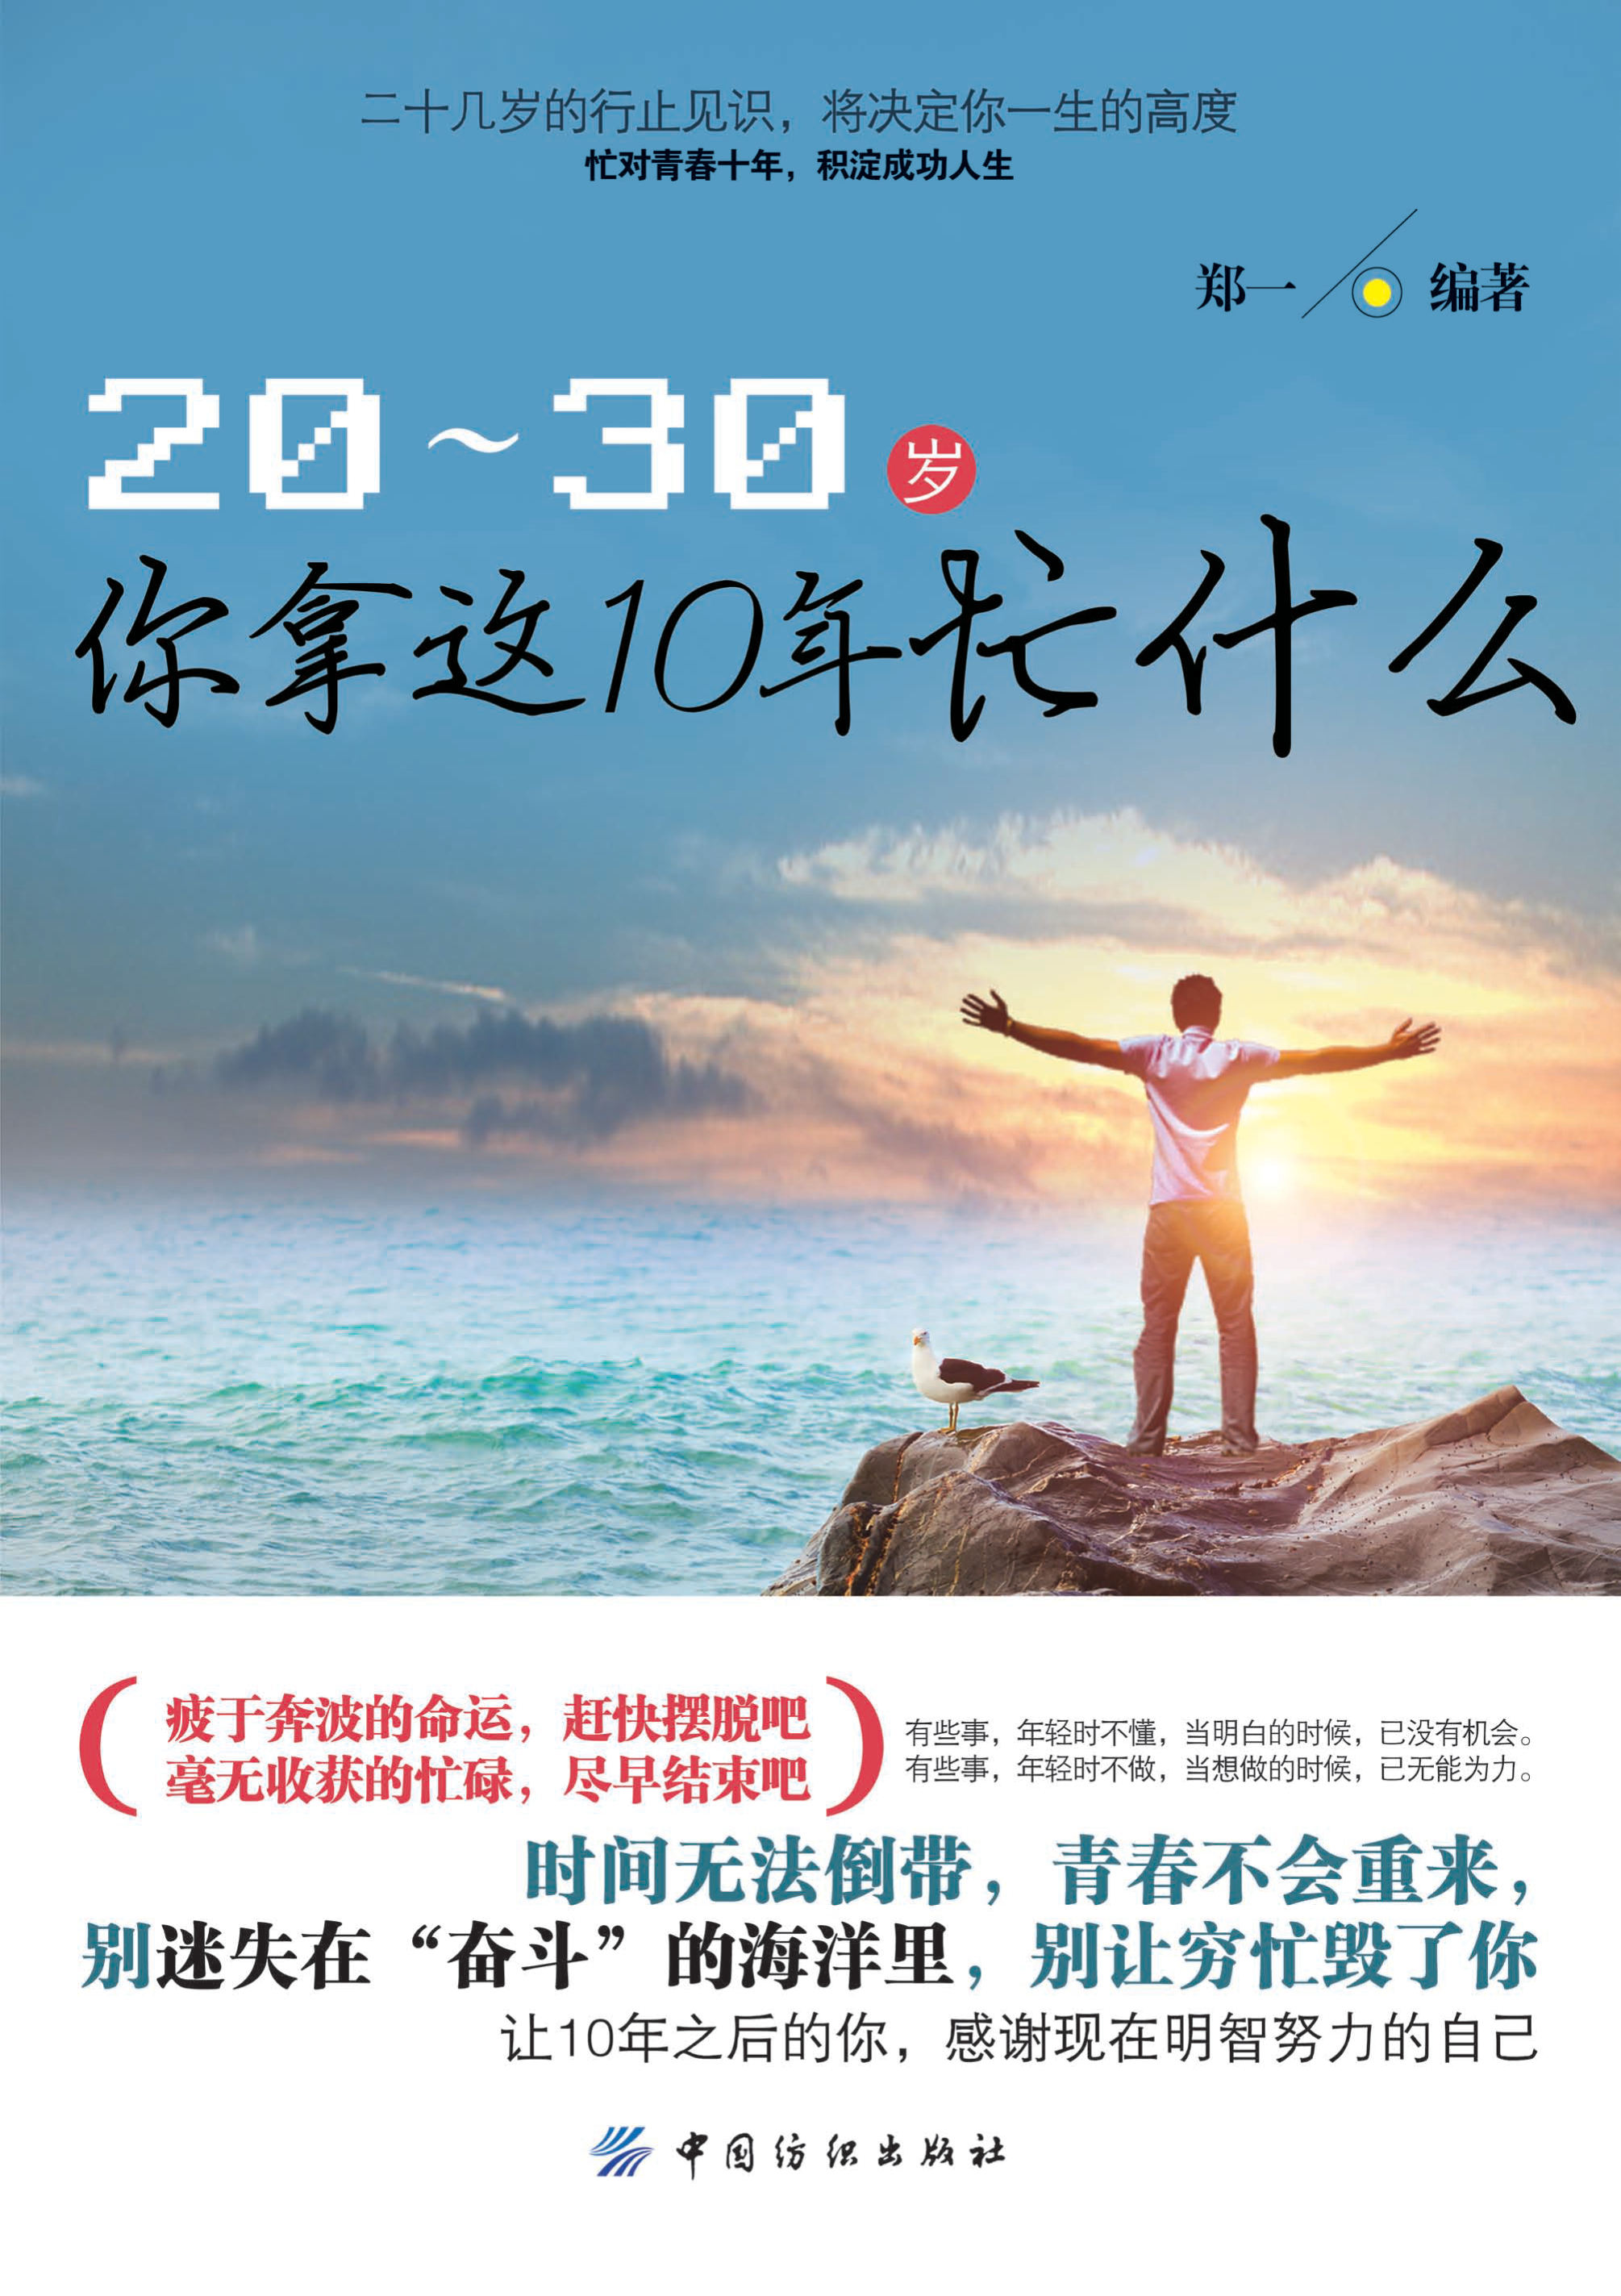 二十几岁的行止见识，将决定你一生的高度
忙对青春十年，积淀成功人生
郑一 编著
20~30岁
你拿这10年忙什么
疲于奔波的命运，赶快摆脱吧
毫无收获的忙碌，尽早结束吧
有些事，年轻时不懂，当明白的时候，已没有机会。
有些事，年轻时不做，当想做的时候，已无能为力。
时间无法倒带，青春不会重来，
别迷失在“奋斗”的海洋里，别让穷忙毁了你
让10年之后的你，感谢现在明智努力的自己
中国纺织出版社